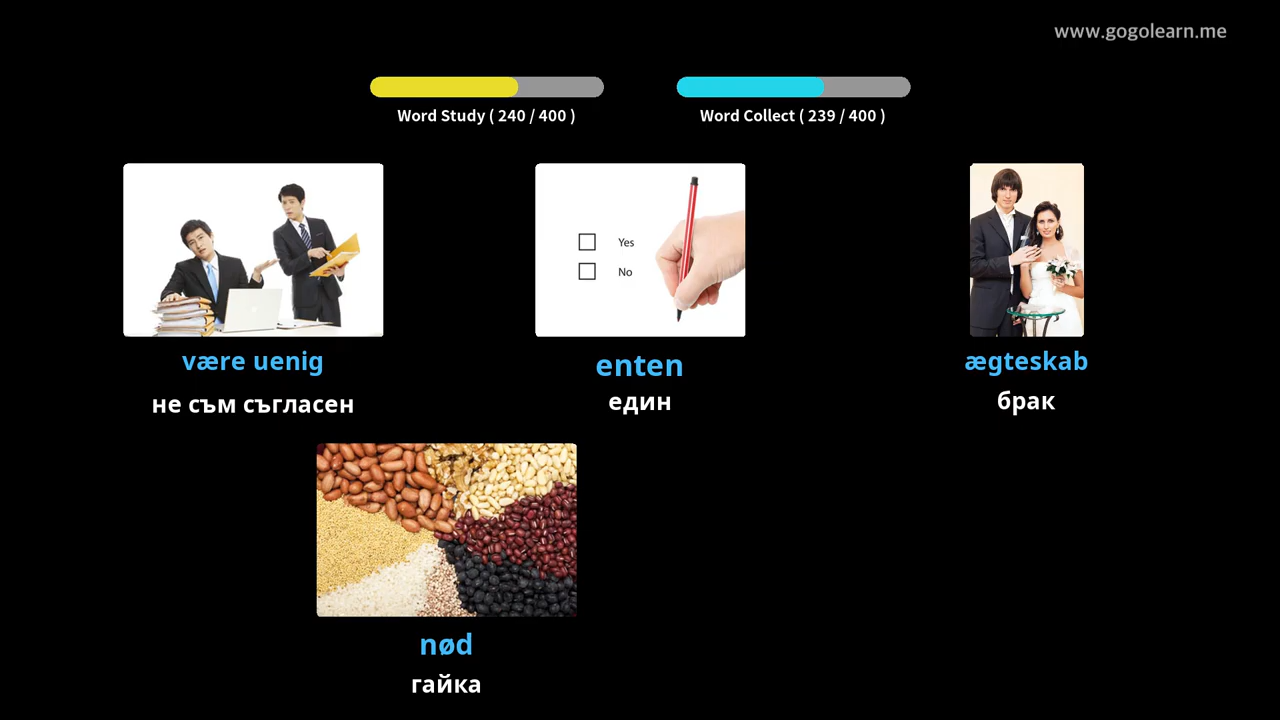 www.gogolearn.me
Word Study ( 240 / 400 )
Word Collect ( 239 / 400 )
Yes
No
være uenig
не съм съгласен
enten
един
ægteskab
брак
nød
гайка